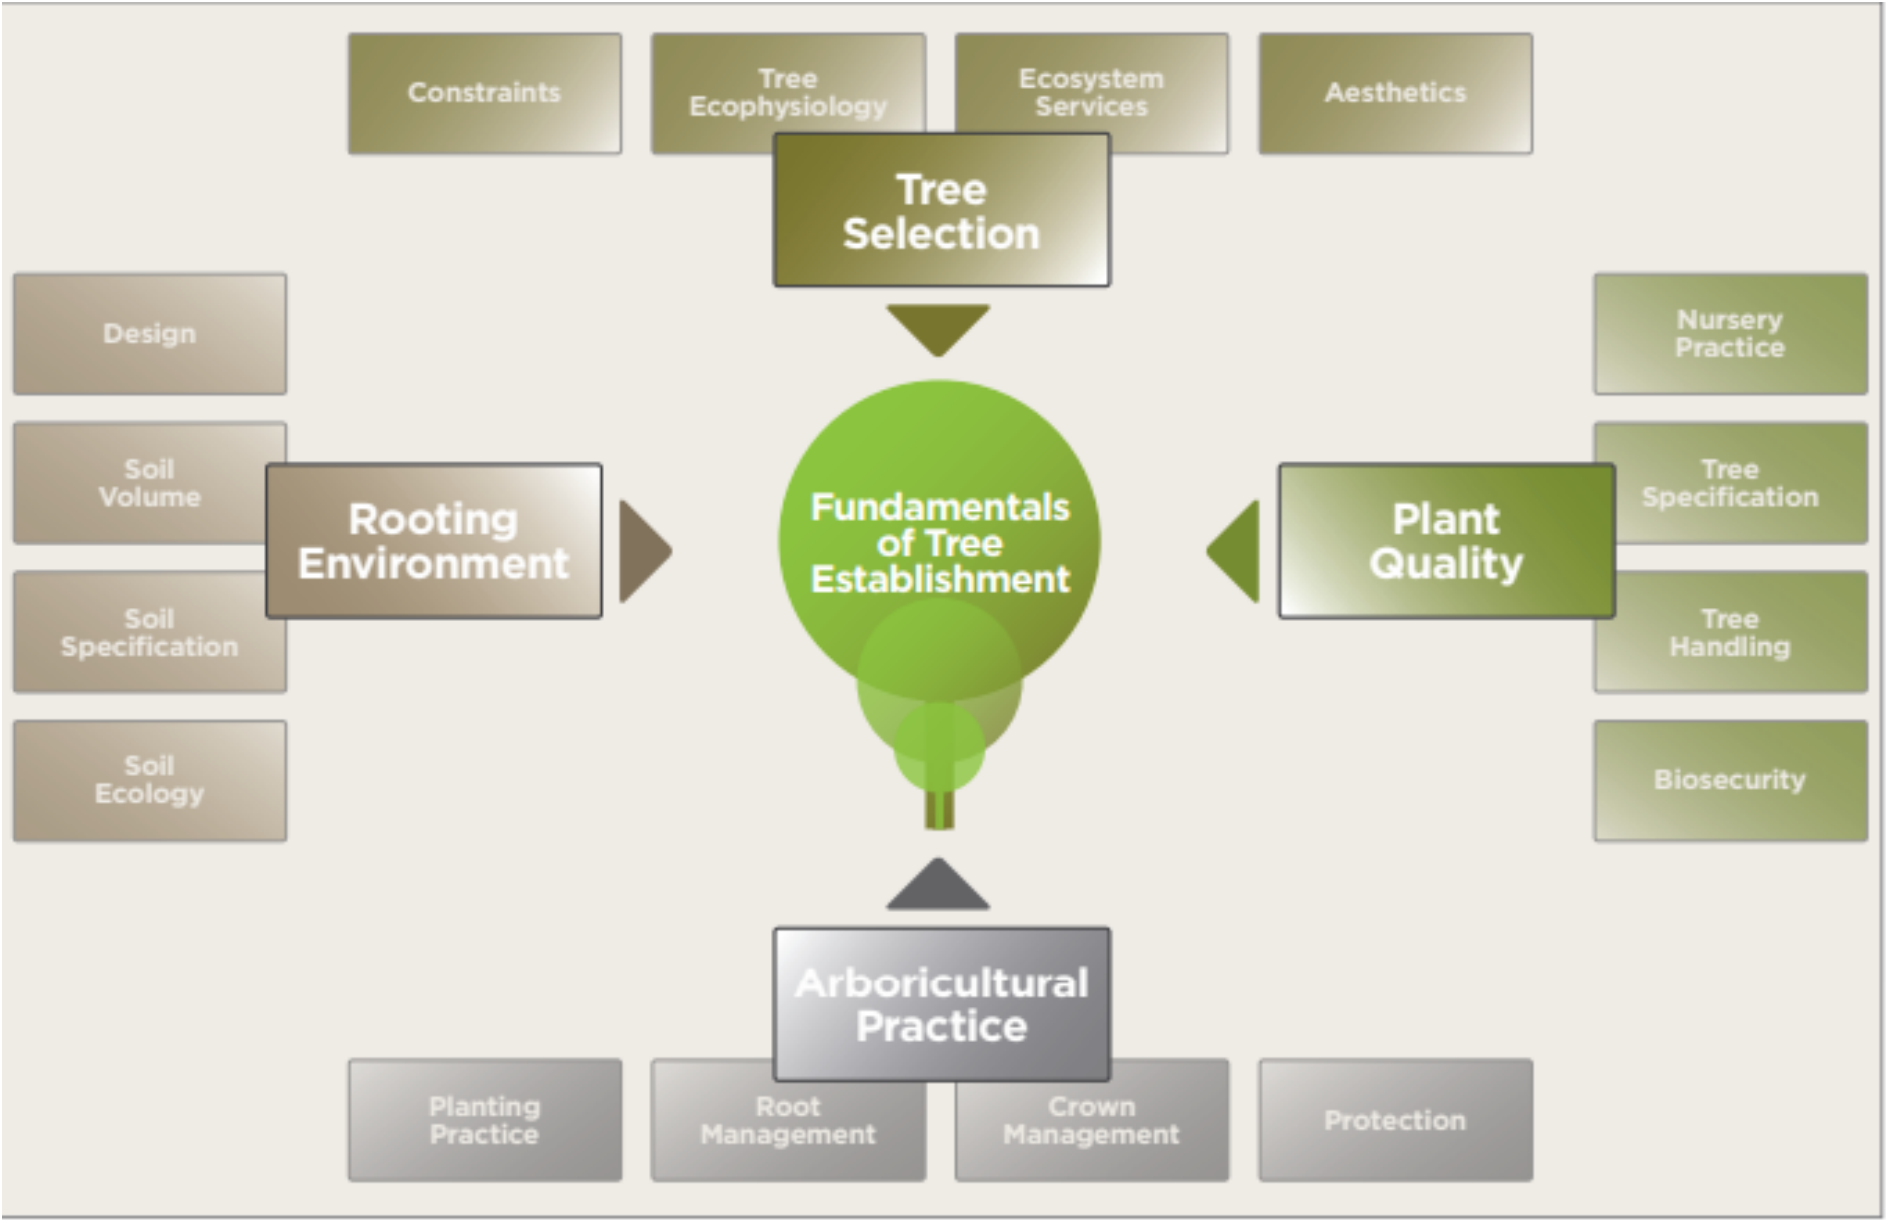 Constraints
Tree
Ecophysiology
Ecosystem
Services
Aesthetics
Tree
Selection
Design
Soil
Volume
Soil
Specification
Soil
Ecology
Rooting
Environment
Fundamentals
of Tree
Establishment
Plant
Quality
Nursery
Practice
Tree
Specification
Tree
Handling
Biosecurity
Arboricultural
Practice
Planting
Practice
Root
Management
Crown
Management
Protection